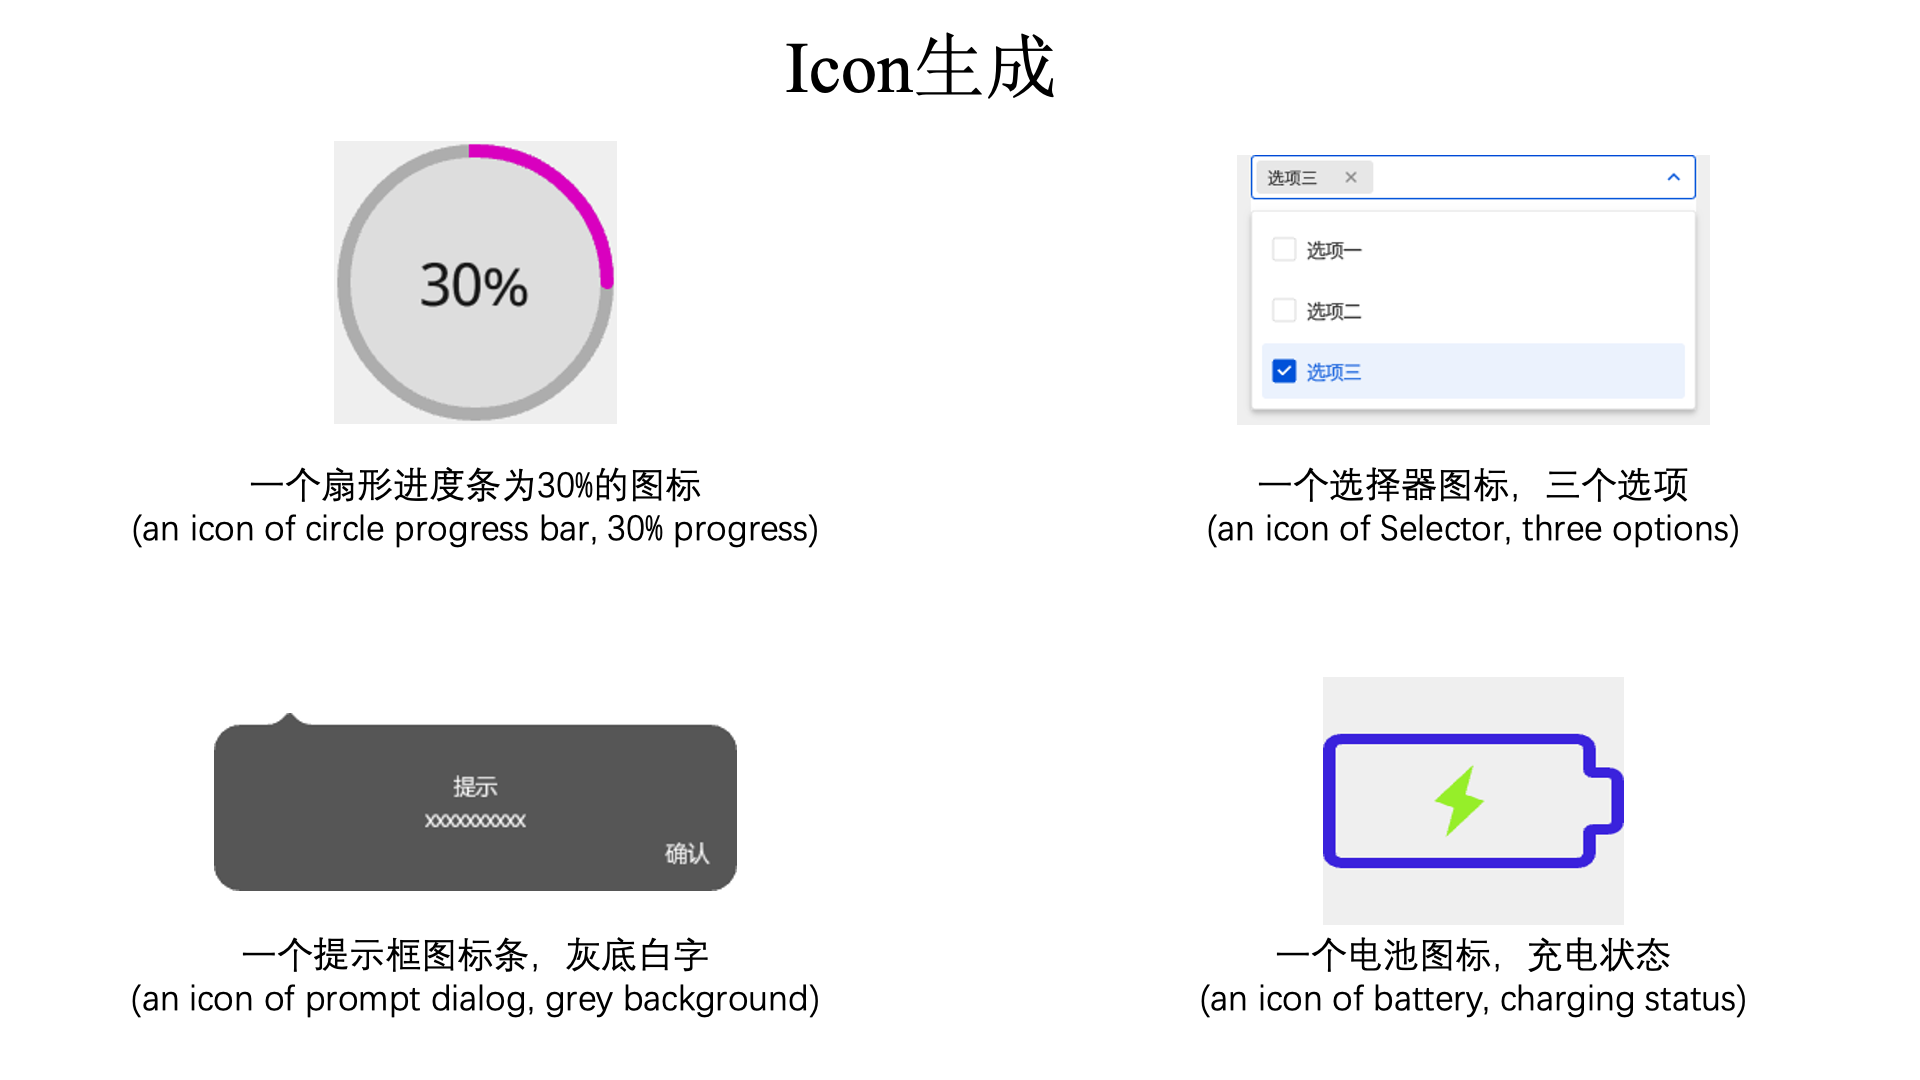 Icon生成
30%
一个扇形进度条为30%的图标
(an icon of circle progress bar, 30% progress)
选项三
选项一
选项二
选项三
一个选择器图标，三个选项
(an icon of Selector, three options)
提示
xxxxxxxxxx
确认
一个提示框图标条，灰底白字
(an icon of prompt dialog, grey background)
一个电池图标，充电状态
(an icon of battery, charging status)